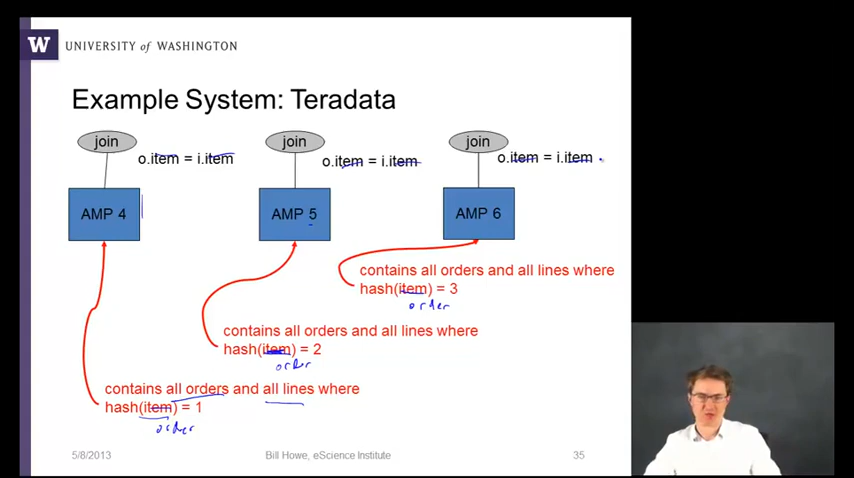 W UNIVERSITY of WASHINGTON
Example System: Teradata
join join join
o.item = i.item o.item = i.item o.item = i.item
AMP 4 AMP 5 AMP 6
contains all orders and all lines where
hash(item) = 3
order
contains all orders and all lines where
hash(item) = 2
order
contains all orders and all lines where
hash(item) = 1
order
5/8/2013 Bill Howe, eScience Institute 35